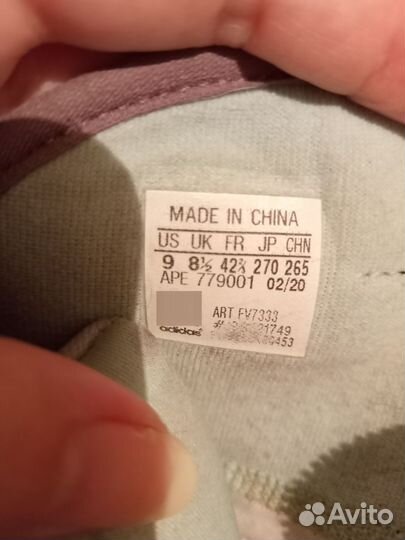 MADE IN CHINA
US UK FR JP CHN
9 8½ 42⅔ 270 265
APE 779001 02/20
ART FV7333
adidas
Avito